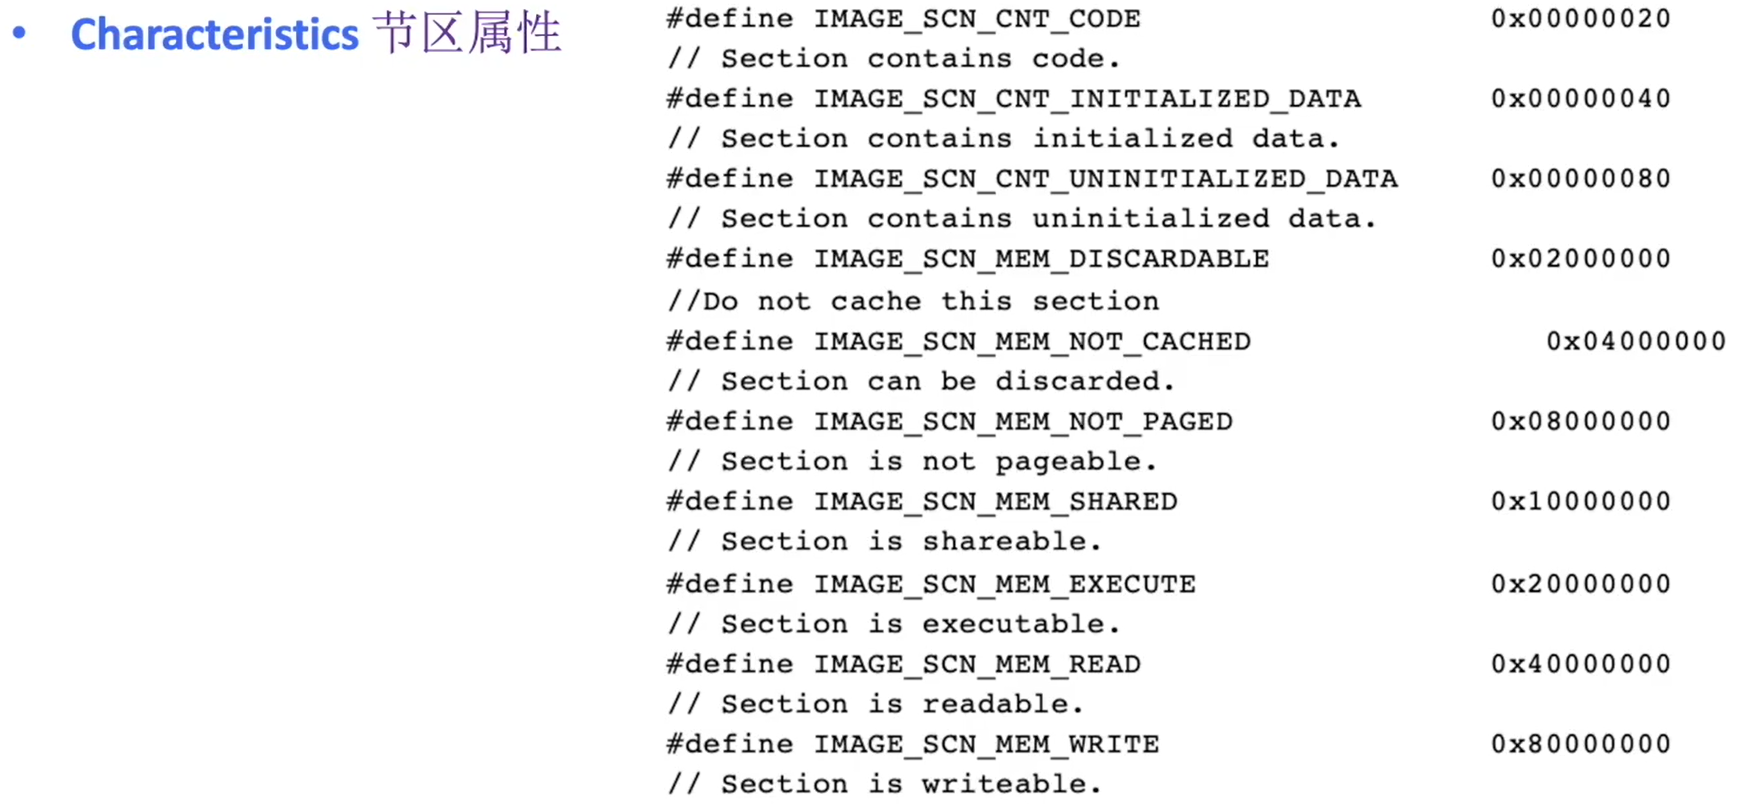 • Characteristics 节区属性
#define IMAGE_SCN_CNT_CODE 0x00000020
// Section contains code.
#define IMAGE_SCN_CNT_INITIALIZED_DATA 0x00000040
// Section contains initialized data.
#define IMAGE_SCN_CNT_UNINITIALIZED_DATA 0x00000080
// Section contains uninitialized data.
#define IMAGE_SCN_MEM_DISCARDABLE 0x02000000
//Do not cache this section
#define IMAGE_SCN_MEM_NOT_CACHED 0x04000000
// Section can be discarded.
#define IMAGE_SCN_MEM_NOT_PAGED 0x08000000
// Section is not pageable.
#define IMAGE_SCN_MEM_SHARED 0x10000000
// Section is shareable.
#define IMAGE_SCN_MEM_EXECUTE 0x20000000
// Section is executable.
#define IMAGE_SCN_MEM_READ 0x40000000
// Section is readable.
#define IMAGE_SCN_MEM_WRITE 0x80000000
// Section is writeable.